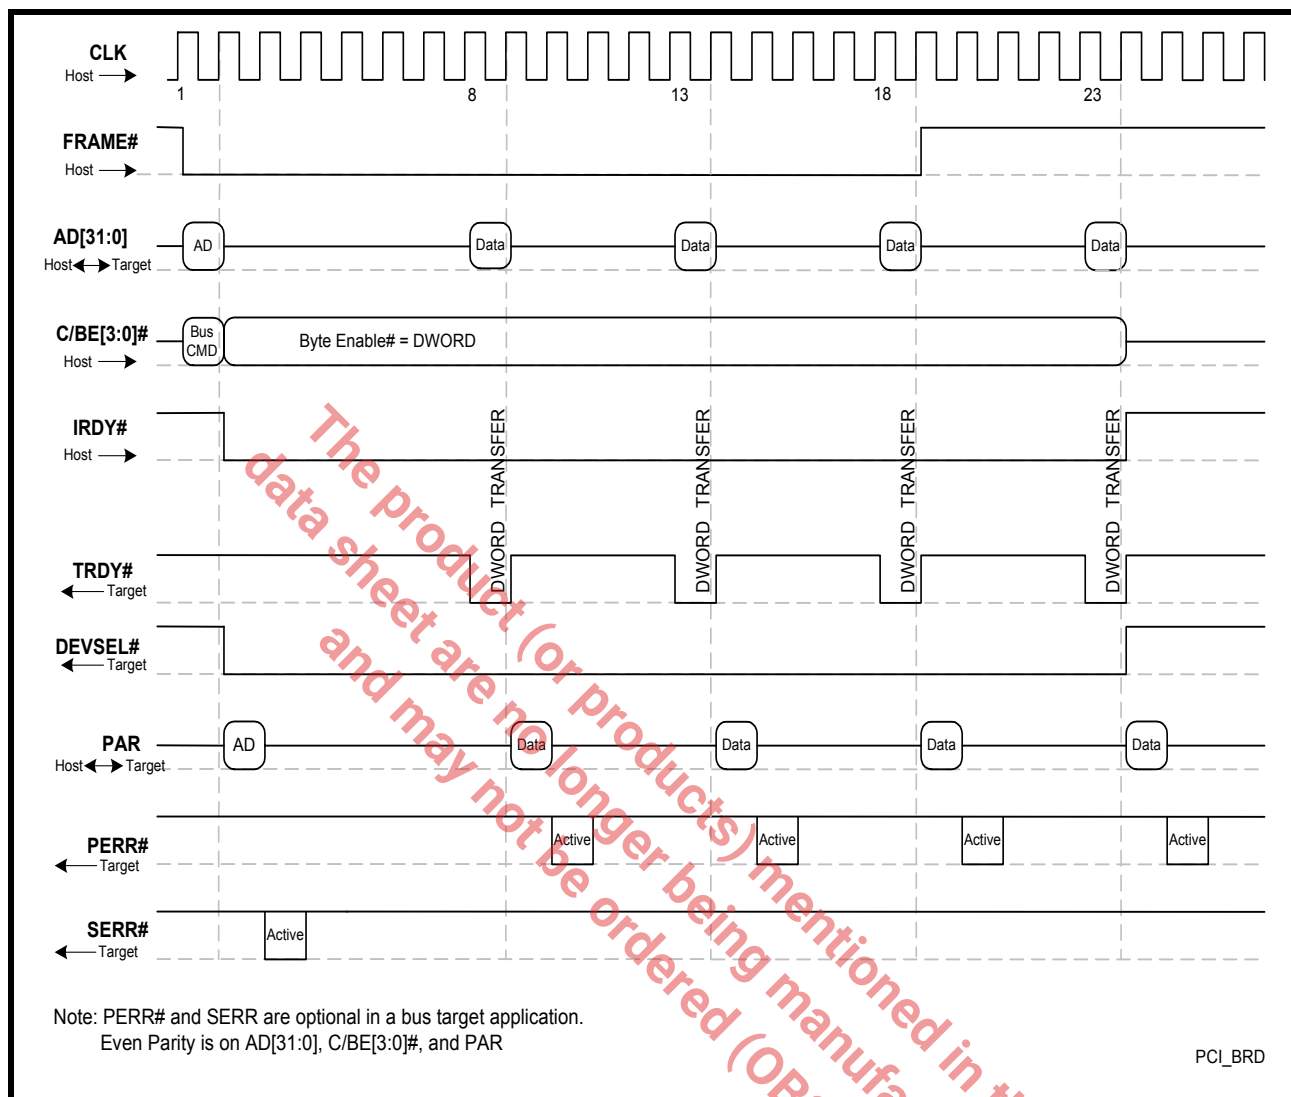 CLK
Host
1 8 13 18 23
FRAME#
Host
AD[31:0]
Host Target
AD Data Data Data Data
C/BE[3:0]#
Host
Bus
CMD
Byte Enable# = DWORD
IRDY#
Host
DWORD TRANSFER
DWORD TRANSFER
DWORD TRANSFER
DWORD TRANSFER
TRDY#
Target
DEVSEL#
Target
PAR
Host Target
AD Data Data Data Data
PERR#
Target
Active Active Active Active
SERR#
Target
Active
Note: PERR# and SERR are optional in a bus target application.
Even Parity is on AD[31:0], C/BE[3:0]#, and PAR
PCI_BRD
The product (or products) mentioned in
data sheet are no longer being
and may not be ordered